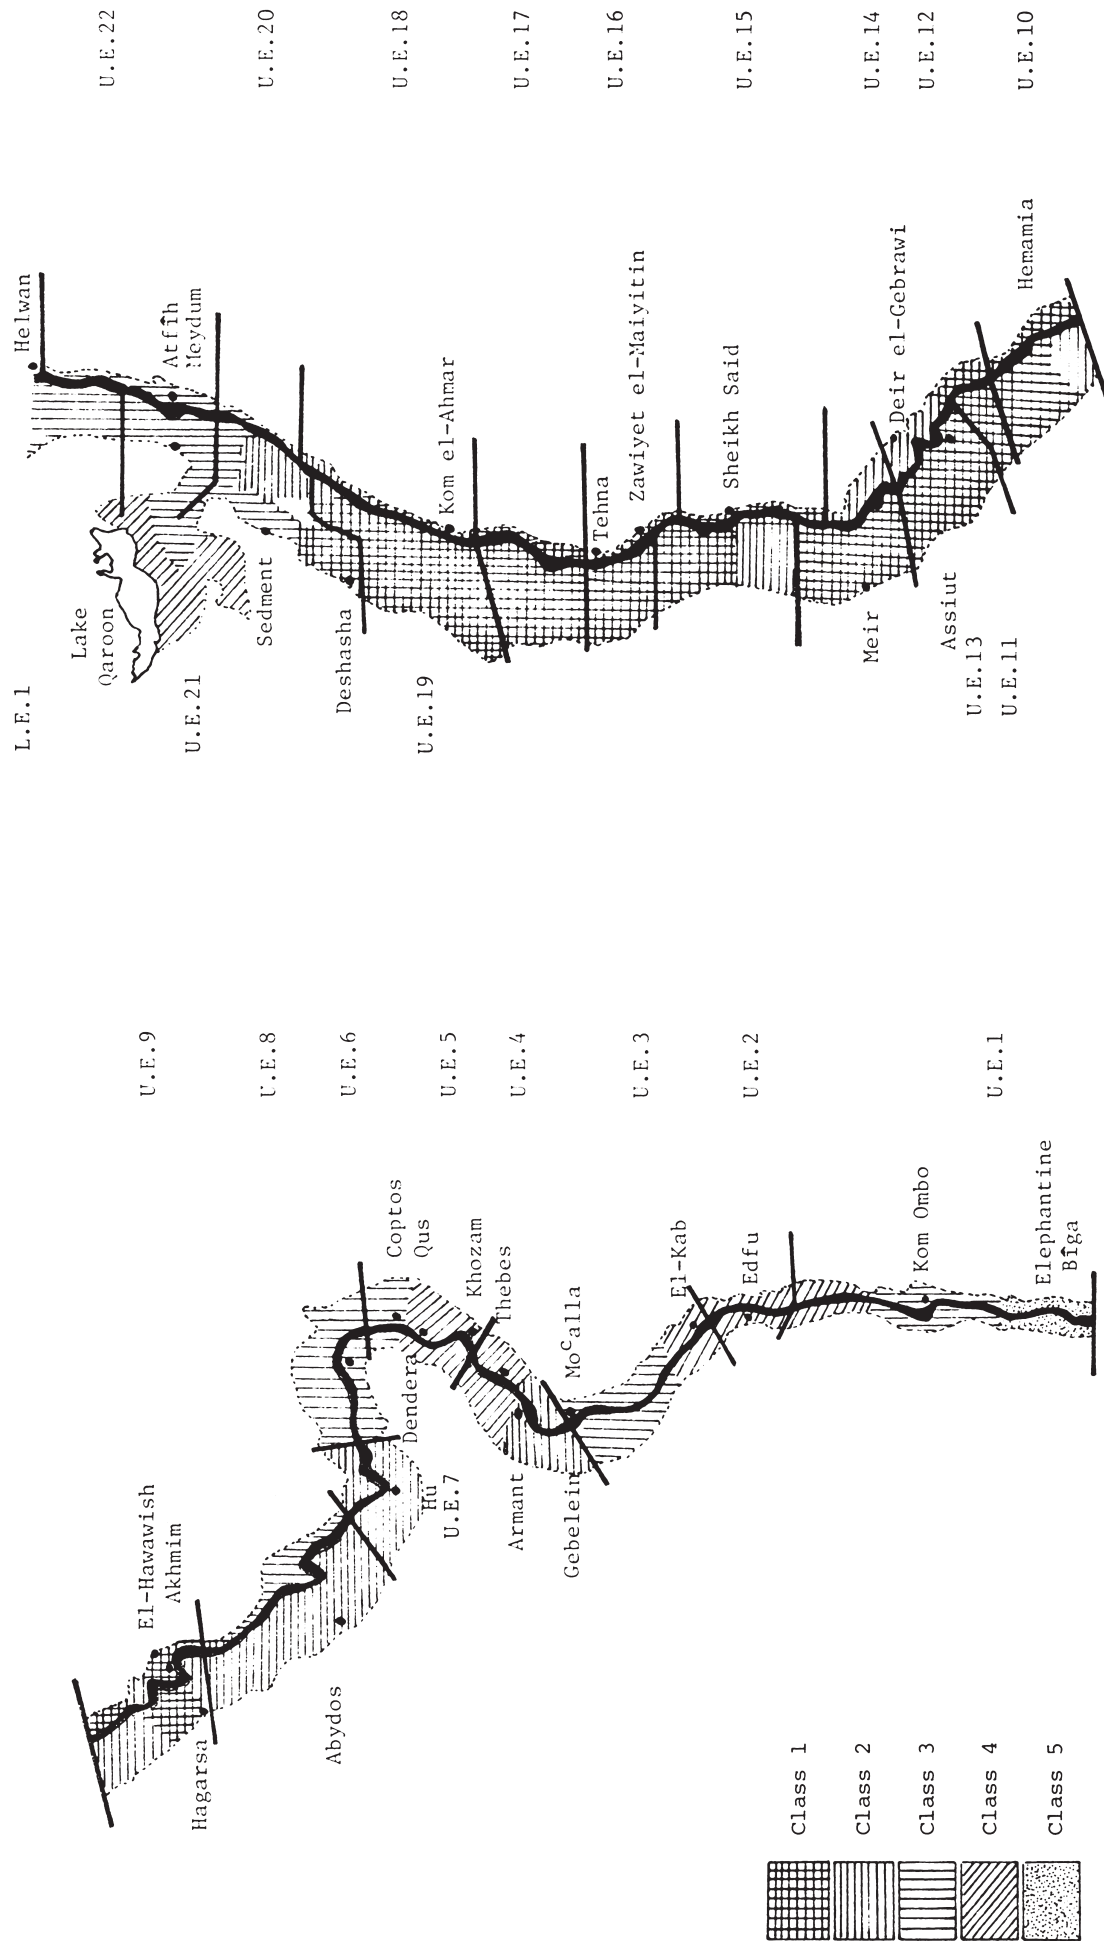 U.E.22
U.E.20
U.E.18
U.E.17
U.E.16
U.E.15
U.E.14
U.E.12
U.E.10
Helwan
Atfîh
Meydum
Kom el-Ahmar
Tehna
Zawiyet el-Maiyitin
Sheikh Said
Deir el-Gebrawi
Hemamia
Lake
Qaroon
Sedment
Deshasha
Meir
Assiut
L.E.1
U.E.21
U.E.19
U.E.13
U.E.11
U.E.9
U.E.8
U.E.6
U.E.5
U.E.4
U.E.3
U.E.2
U.E.1
El-Hawawish
Akhmim
Coptos
Qus
Khozam
Thebes
Moᶜalla
El-Kab
Edfu
Kom Ombo
Elephantine
Bîga
Hagarsa
Abydos
Dendera
Hu
U.E.7
Armant
Gebelein
Class 1
Class 2
Class 3
Class 4
Class 5